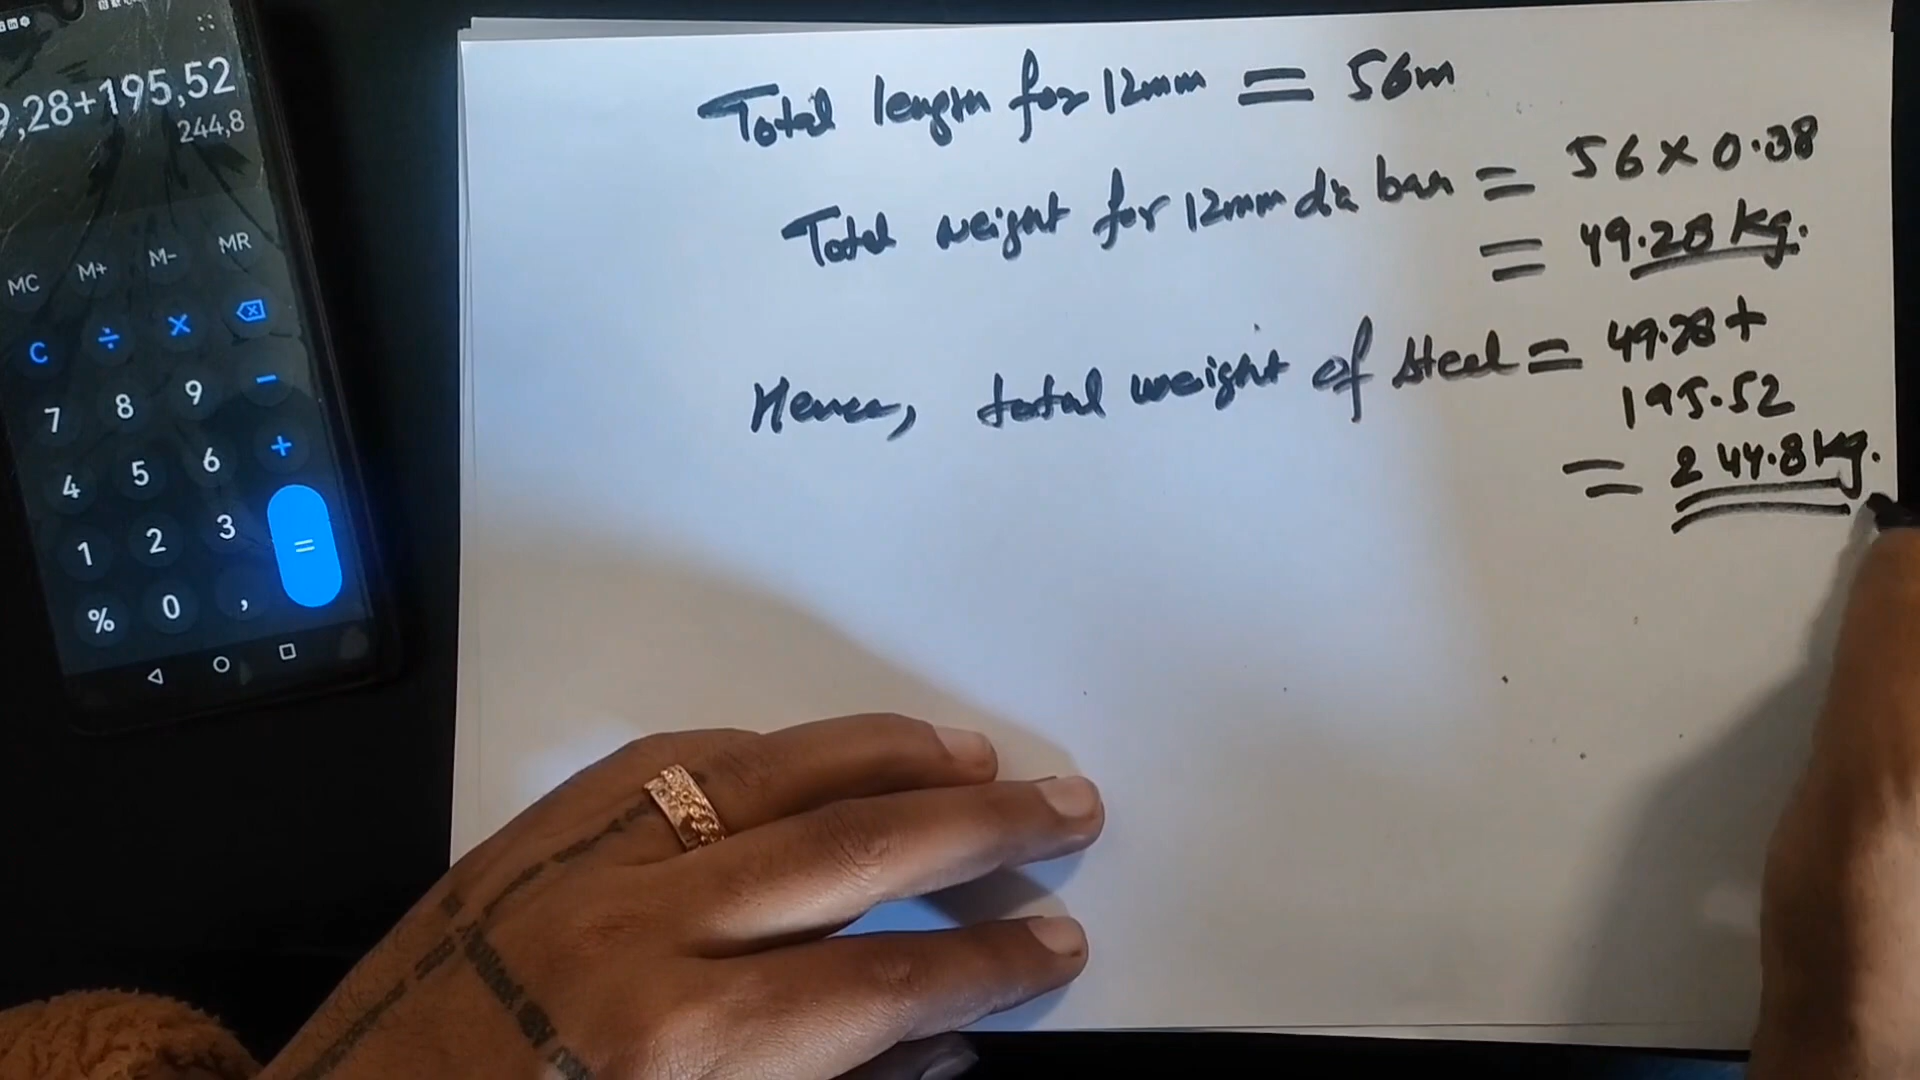 9,28+195,52
244,8
MC M+ M- MR
C ÷ ×
7 8 9 -
4 5 6 +
1 2 3 =
% 0 ,
Total length for 12mm = 56m
Total weight for 12mm dia bar = 56 × 0.88
= 49.28 kg.
Hence, total weight of steel = 49.28 +
195.52
= 244.8 kg.